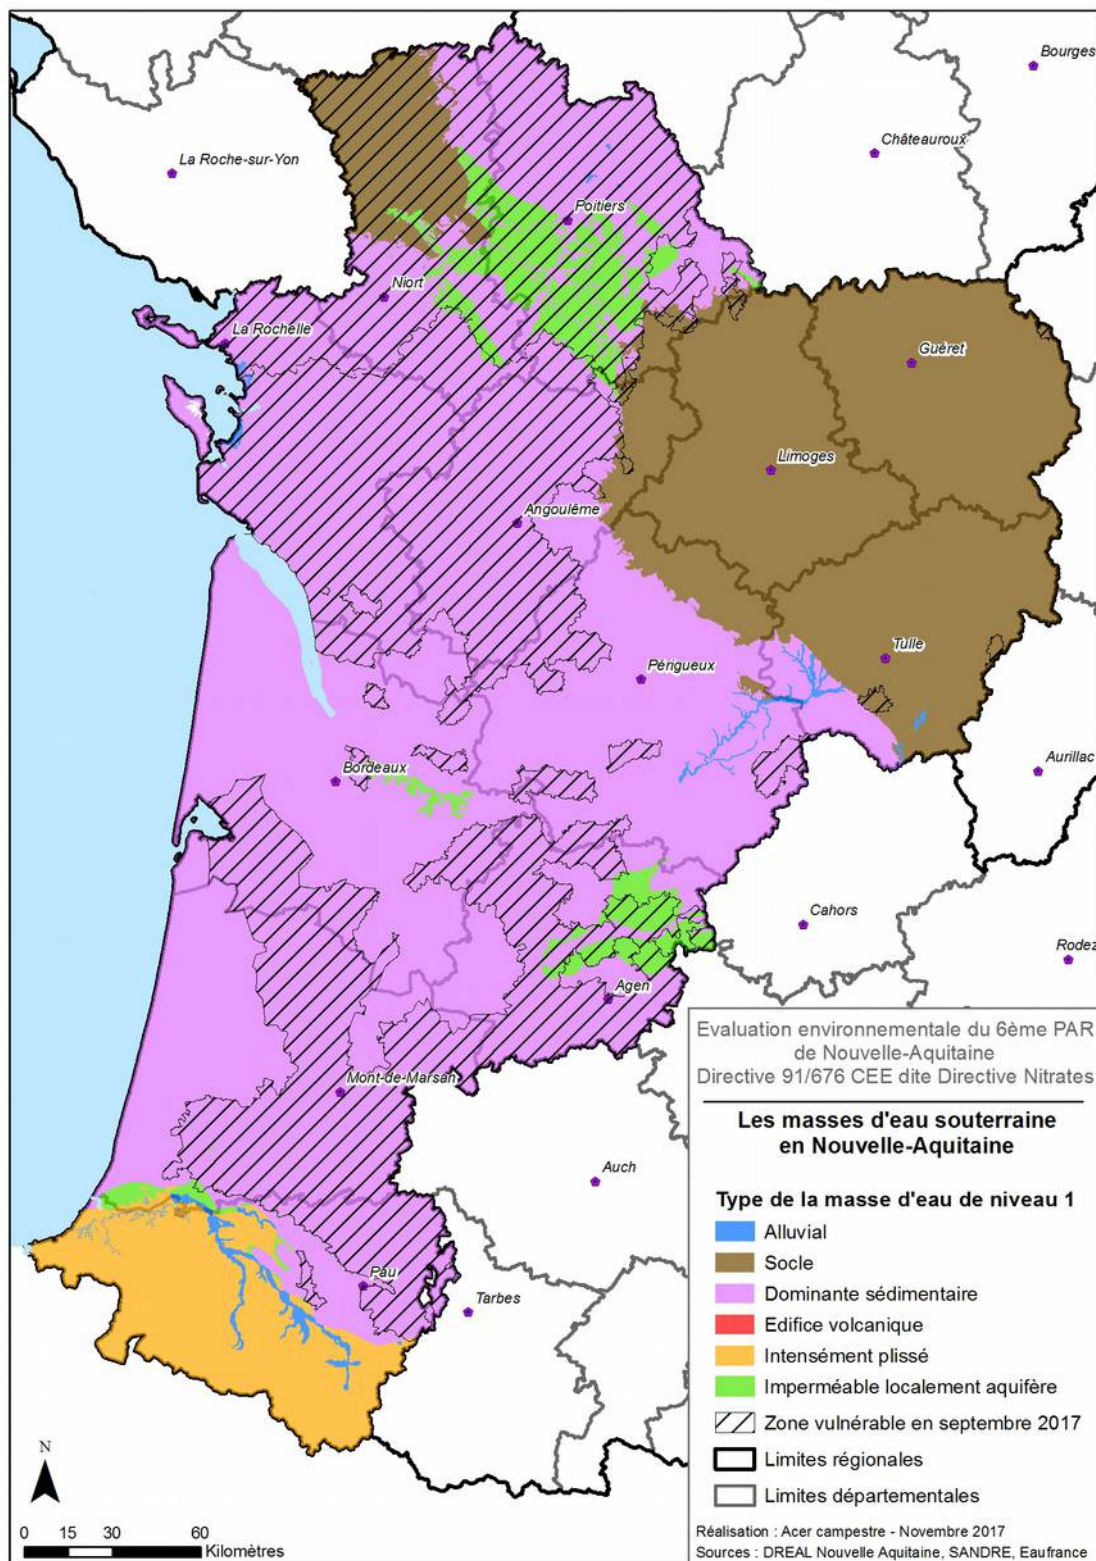 Bourges
Châteauroux
La Roche-sur-Yon
Poitiers
Niort
La Rochelle
Guéret
Limoges
Angoulême
Tulle
Périgueux
Bordeaux
Aurillac
Cahors
Rodez
Agen
Mont-de-Marsan
Auch
Pau
Tarbes
Evaluation environnementale du 6ème PAR
de Nouvelle-Aquitaine
Directive 91/676 CEE dite Directive Nitrates
Les masses d'eau souterraine
en Nouvelle-Aquitaine
Type de la masse d'eau de niveau 1
Alluvial
Socle
Dominante sédimentaire
Edifice volcanique
Intensément plissé
Imperméable localement aquifère
Zone vulnérable en septembre 2017
Limites régionales
Limites départementales
Réalisation : Acer campestre - Novembre 2017
Sources : DREAL Nouvelle Aquitaine, SANDRE, Eaufrance
N
0 15 30 60
Kilomètres